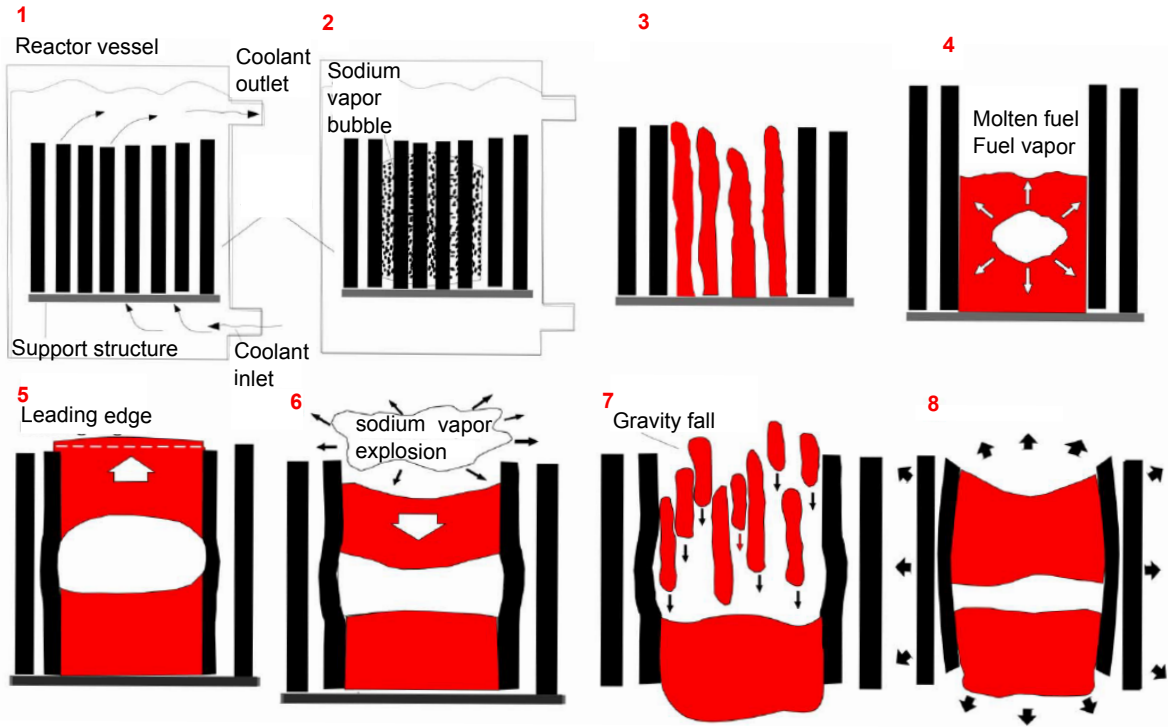 1
Reactor vessel
Coolant
outlet
Support structure
Coolant
inlet
2
Sodium
vapor
bubble
3
4
Molten fuel
Fuel vapor
5
Leading edge
6
sodium vapor
explosion
7
Gravity fall
8